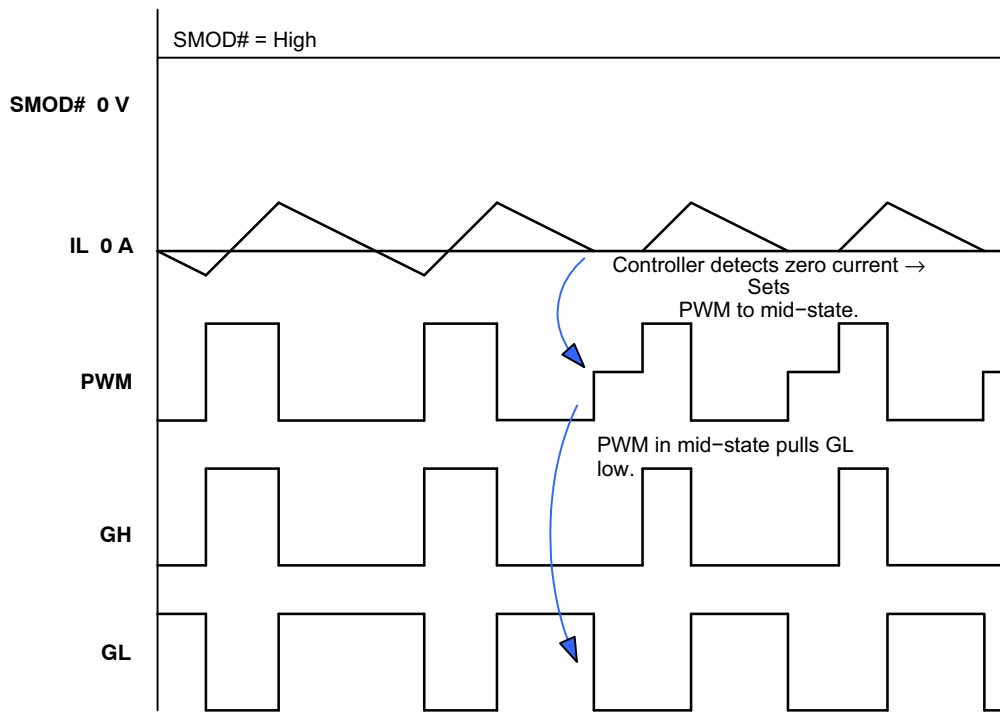 SMOD# = High
SMOD# 0 V
IL 0 A
Controller detects zero current →
Sets
PWM to mid−state.
PWM
PWM in mid−state pulls GL
low.
GH
GL